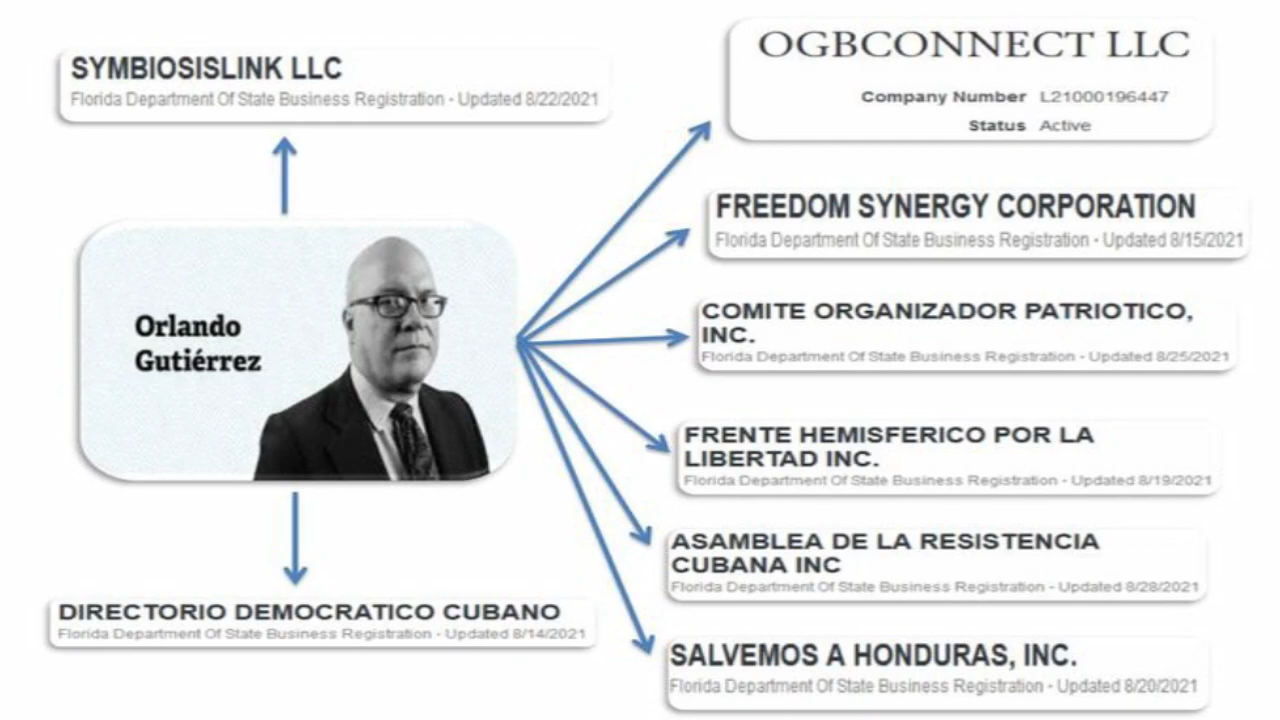 SYMBIOSISLINK LLC
Florida Department Of State Business Registration - Updated 8/22/2021
Orlando
Gutiérrez
DIRECTORIO DEMOCRATICO CUBANO
Florida Department Of State Business Registration - Updated 8/14/2021
OGBCONNECT LLC
Company Number L21000196447
Status Active
FREEDOM SYNERGY CORPORATION
Florida Department Of State Business Registration - Updated 8/15/2021
COMITE ORGANIZADOR PATRIOTICO,
INC.
Florida Department Of State Business Registration - Updated 8/25/2021
FRENTE HEMISFERICO POR LA
LIBERTAD INC.
Florida Department Of State Business Registration - Updated 8/19/2021
ASAMBLEA DE LA RESISTENCIA
CUBANA INC
Florida Department Of State Business Registration - Updated 8/28/2021
SALVEMOS A HONDURAS, INC.
Florida Department Of State Business Registration - Updated 8/20/2021